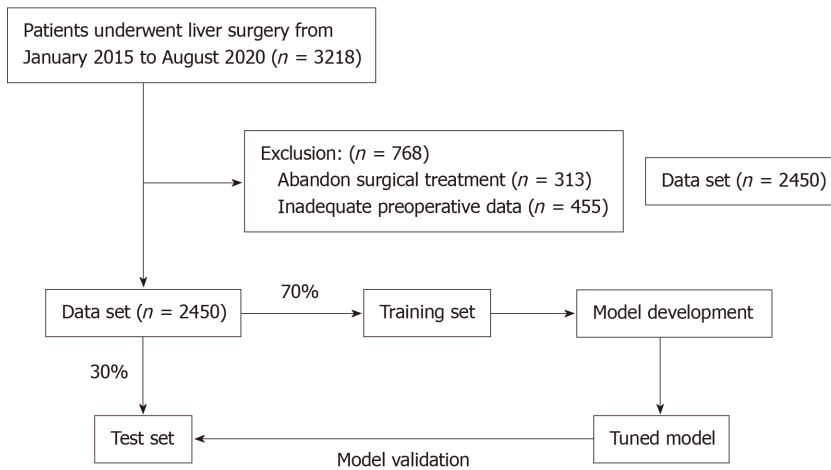 Patients underwent liver surgery from
January 2015 to August 2020 (n = 3218)
Exclusion: (n = 768)
Abandon surgical treatment (n = 313)
Inadequate preoperative data (n = 455)
Data set (n = 2450)
Data set (n = 2450)
70%
Training set
Model development
30%
Test set
Model validation
Tuned model